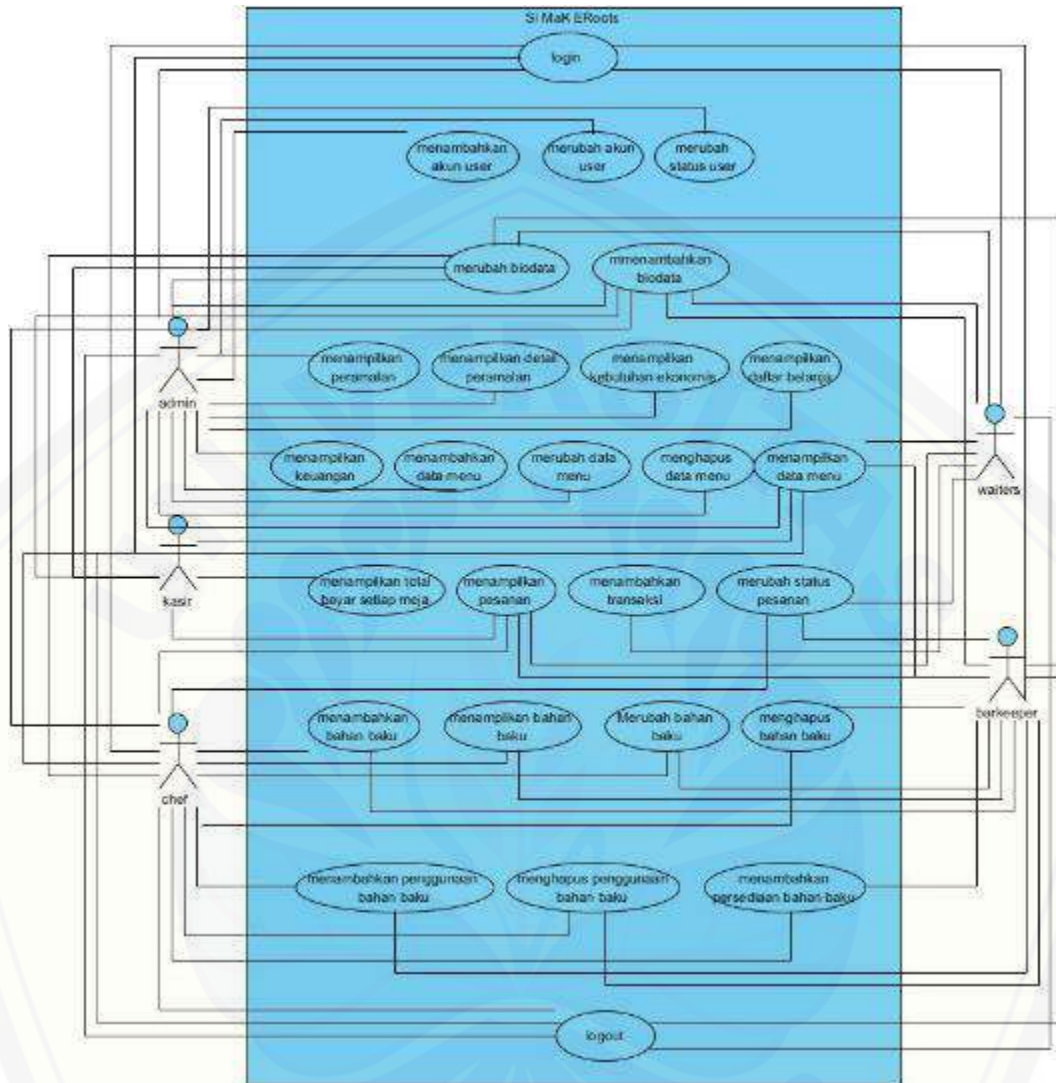 Si MaK ERoots
login
menambahkan
akun user
merubah akun
user
merubah
status user
merubah biodata
mmenambahkan
biodata
admin
menampilkan
peramalan
menampilkan detail
peramalan
menampilkan
kebutuhan ekonomis
menampilkan
daftar belanja
waiters
menampilkan
keuangan
menambahkan
data menu
merubah data
menu
menghapus
data menu
menampilkan
data menu
kasir
menampilkan total
bayar setiap meja
menampilkan
pesanan
menambahkan
transaksi
merubah status
pesanan
barkeeper
chef
menambahkan
bahan baku
menamplikan bahan
baku
Merubah bahan
baku
menghapus
bahan baku
menambahkan penggunaan
bahan baku
menghapus penggunaan
bahan baku
menambahkan
persediaan bahan baku
logout